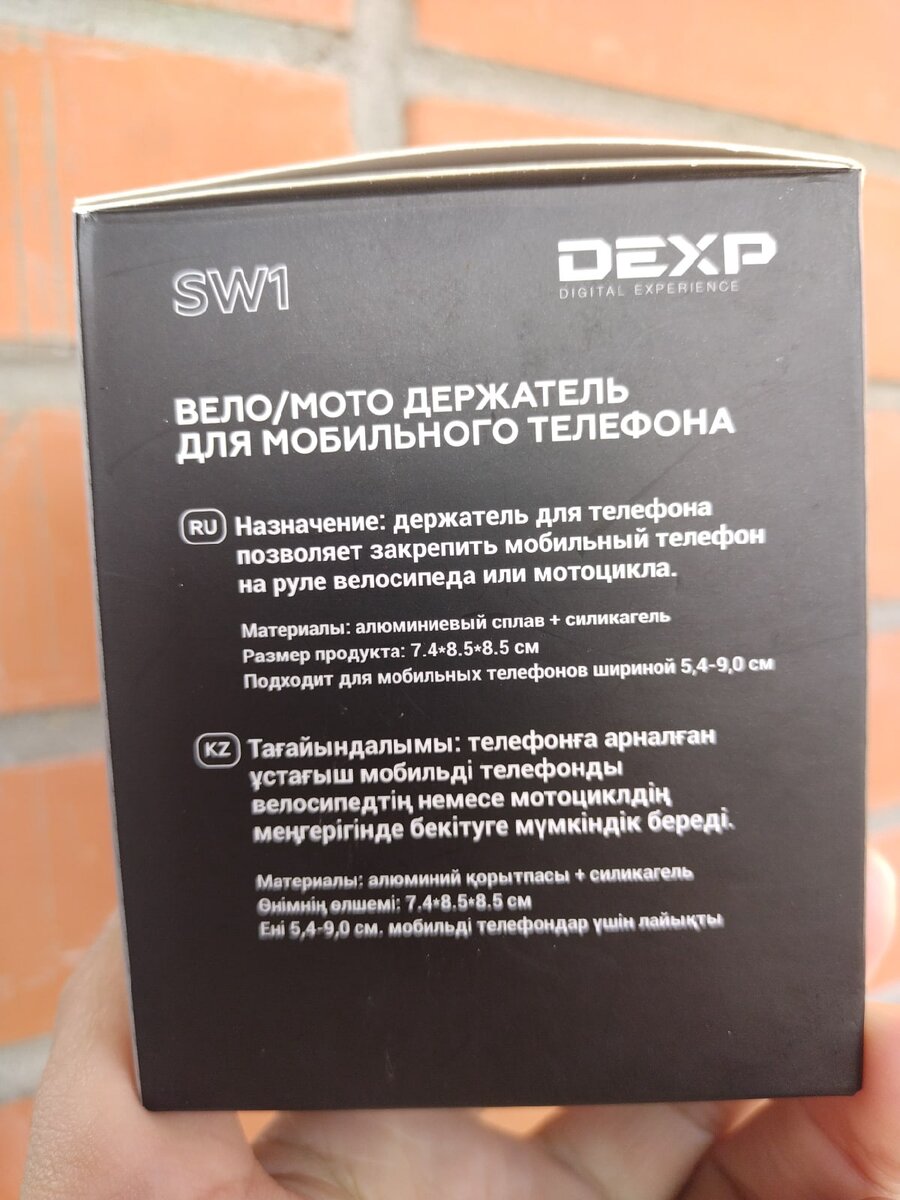 SW1
DEXP
DIGITAL EXPERIENCE
ВЕЛО/МОТО ДЕРЖАТЕЛЬ
ДЛЯ МОБИЛЬНОГО ТЕЛЕФОНА
RU Назначение: держатель для телефона
позволяет закрепить мобильный телефон
на руле велосипеда или мотоцикла.
Материалы: алюминиевый сплав + силикагель
Размер продукта: 7.4*8.5*8.5 см
Подходит для мобильных телефонов шириной 5,4-9,0 см
KZ Тағайындалымы: телефонға арналған
ұстағыш мобильді телефонды
велосипедтің немесе мотоциклдің
меңгерігінде бекітуге мүмкіндік береді.
Материалы: алюминий қорытпасы + силикагель
Өнімнің өлшемі: 7.4*8.5*8.5 см
Ені 5,4-9,0 см. мобильді телефондар үшін лайықты